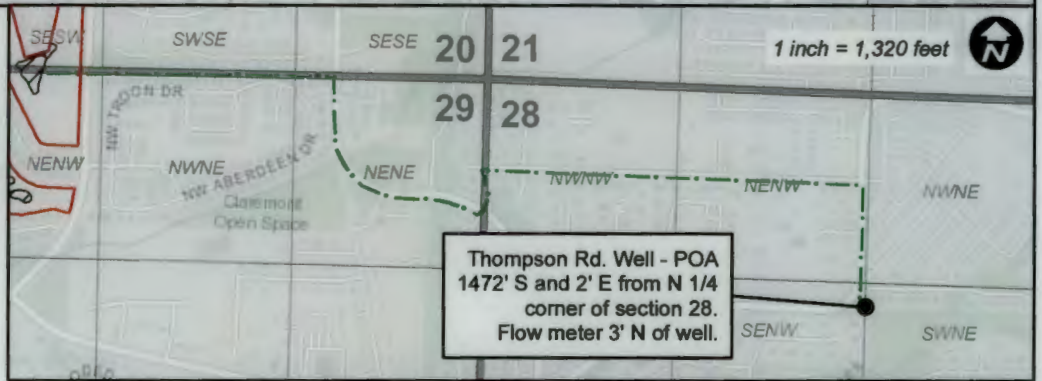 SESW
SWSE
SESE
20
21
1 inch = 1,320 feet
N
NW TROON DR
29
28
NENW
NWNE
NW ABERDEEN DR
NENE
NWNW
NENW
NWNE
Claremont
Open Space
Thompson Rd. Well - POA
1472' S and 2' E from N 1/4
corner of section 28.
Flow meter 3' N of well.
SENW
SWNE